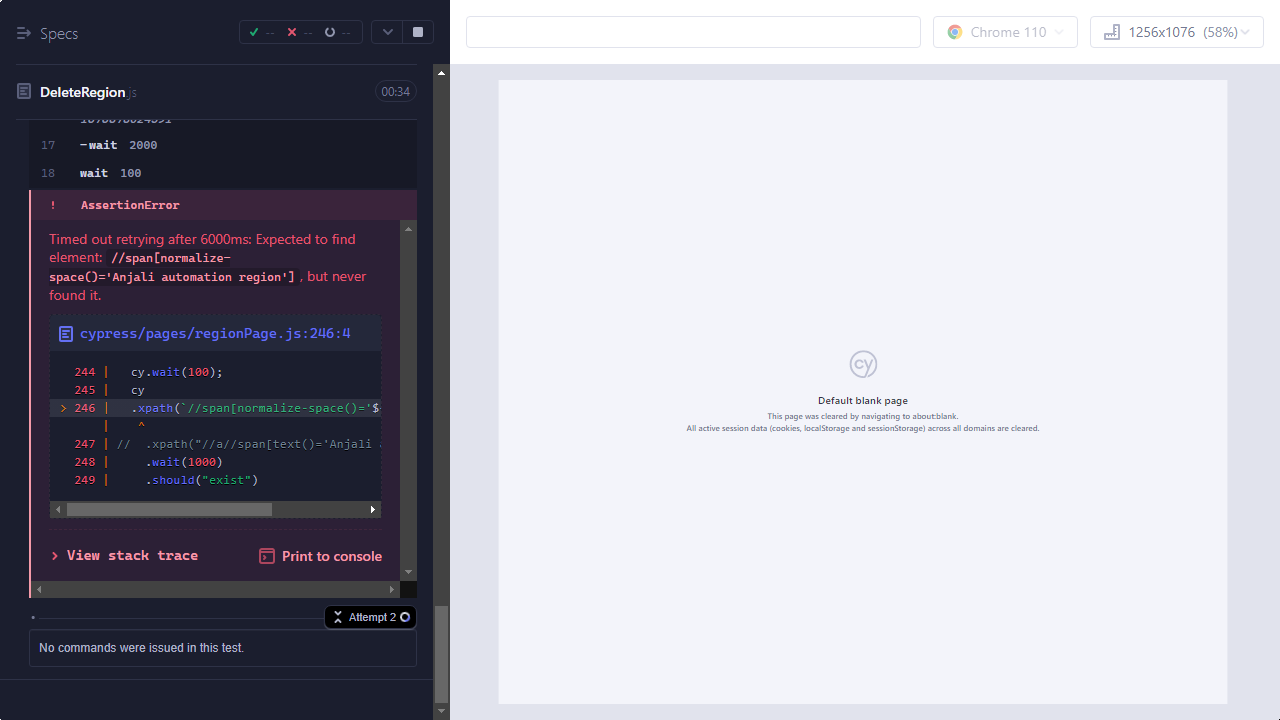 Specs
-- -- --
Chrome 110
1256x1076 (58%)
DeleteRegion.js
00:34
17 -wait 2000
18 wait 100
! AssertionError
Timed out retrying after 6000ms: Expected to find
element: //span[normalize-
space()='Anjali automation region'], but never
found it.
cypress/pages/regionPage.js:246:4
244 | cy.wait(100);
245 | cy
> 246 | .xpath(`//span[normalize-space()='$
| ^
247 | // .xpath("//a//span[text()='Anjali
248 | .wait(1000)
249 | .should("exist")
> View stack trace
Print to console
Attempt 2
No commands were issued in this test.
cy
Default blank page
This page was cleared by navigating to about:blank.
All active session data (cookies, localStorage and sessionStorage) across all domains are cleared.